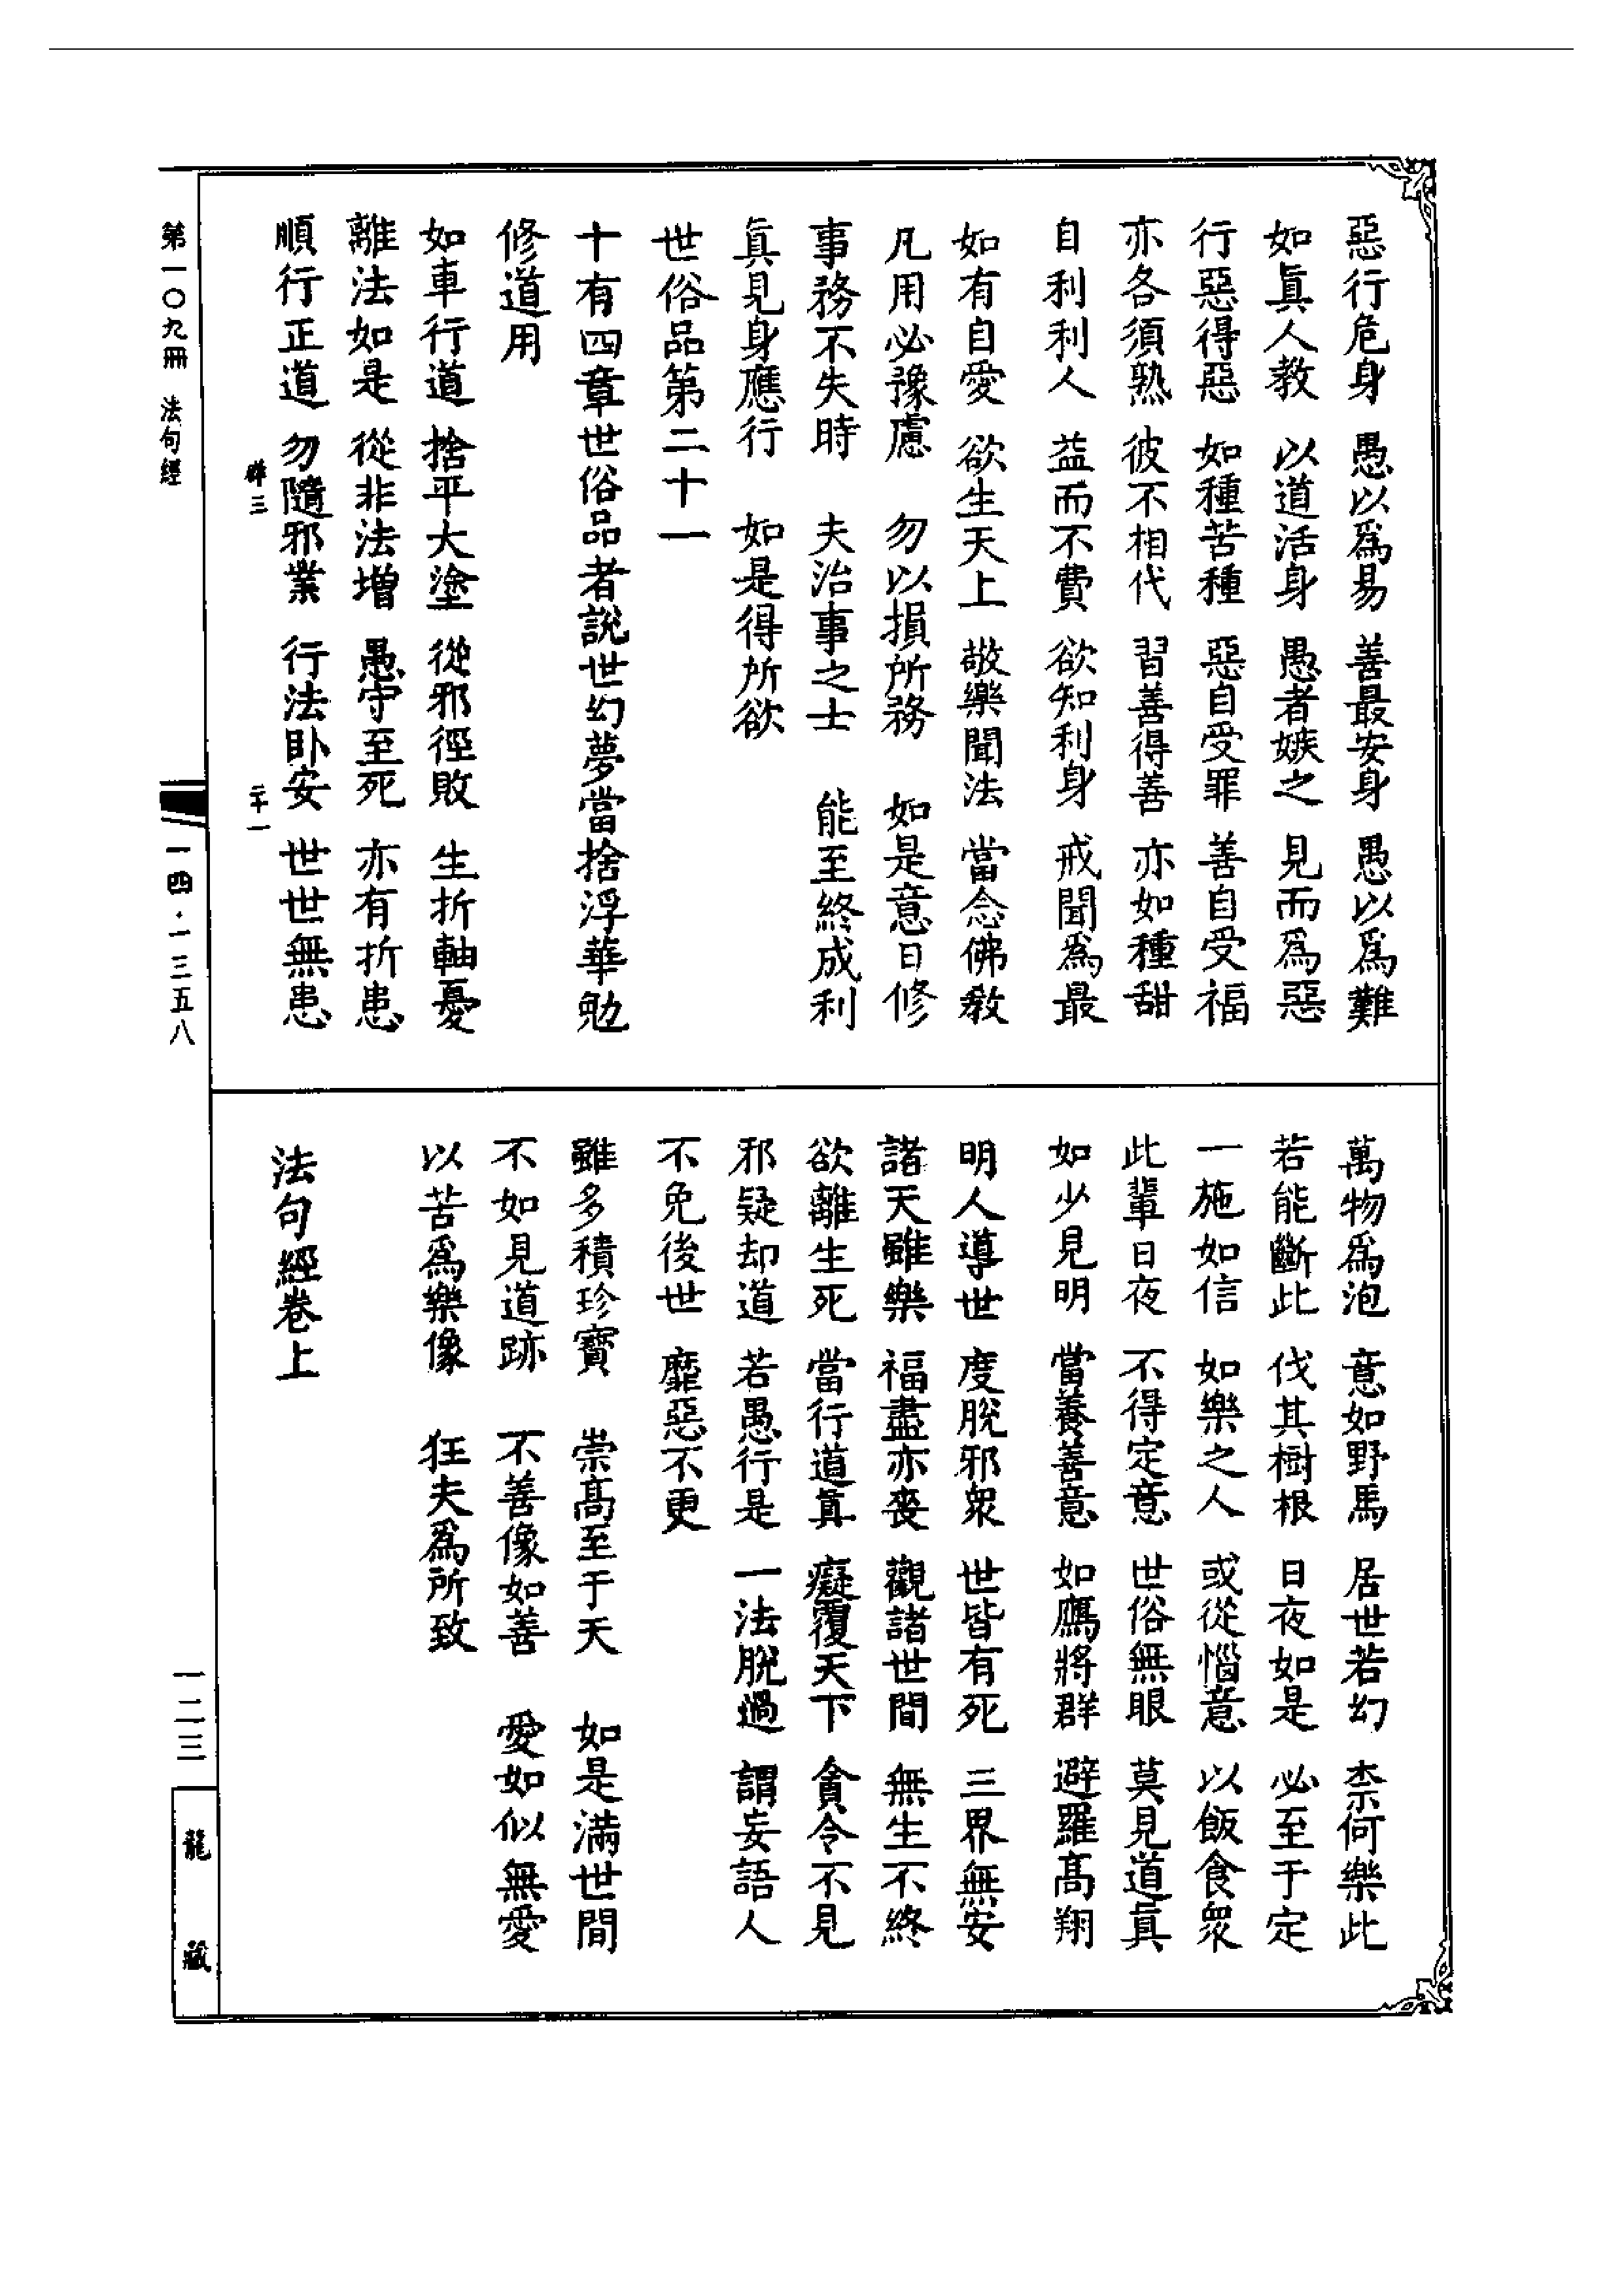 惡行危身　愚以爲易　善最安身　愚以爲難
如眞人教　以道活身　愚者嫉之　見而爲惡
行惡得惡　如種苦種　惡自受罪　善自受福
亦各須熟　彼不相代　習善得善　亦如種甜
自利利人　益而不費　欲知利身　戒聞爲最
如有自愛　欲生天上　敬樂聞法　當念佛教
凡用必豫慮　勿以損所務　如是意日修
事務不失時　夫治事之士　能至終成利
眞見身應行　如是得所欲
世俗品第二十一
十有四章世俗品者說世幻夢當捨浮華勉
修道用
如車行道　捨平大塗　從邪徑敗　生折軸憂
離法如是　從非法增　愚守至死　亦有折患
順行正道　勿隨邪業　行法臥安　世世無患
三　二十一
萬物爲泡　意如野馬　居世若幻　柰何樂此
若能斷此　伐其樹根　日夜如是　必至于定
一施如信　如樂之人　或從惱意　以飯食衆
此輩日夜　不得定意　世俗無眼　莫見道眞
如少見明　當養善意　如鴈將群　避羅高翔
明人導世　度脫邪衆　世皆有死　三界無安
諸天雖樂　福盡亦喪　觀諸世間　無生不終
欲離生死　當行道眞　癡覆天下　貪令不見
邪疑却道　若愚行是　一法脫過　謂妄語人
不免後世　靡惡不更
雖多積珍寶　崇高至于天　如是滿世間
不如見道跡　不善像如善　愛如似無愛
以苦爲樂像　狂夫爲所致
法句經卷上
第一〇九冊　法句經
一四·一三五八
一二三
龍藏